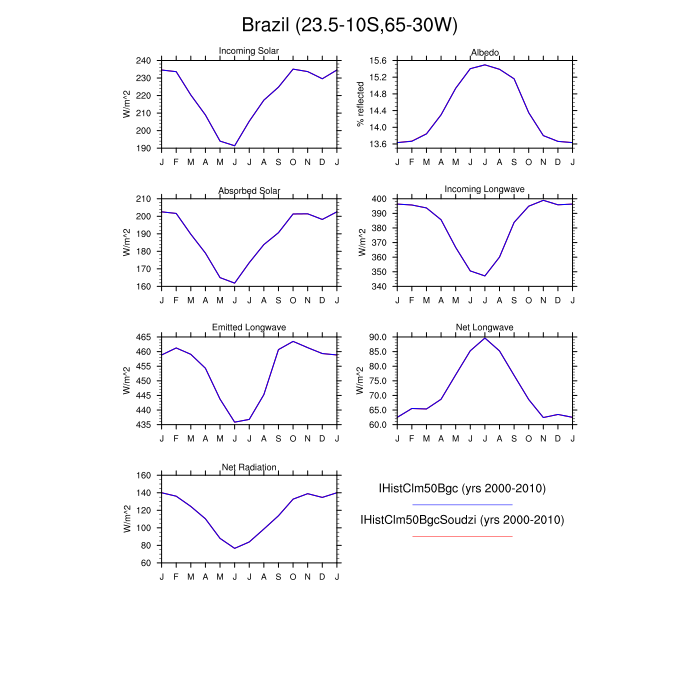 Brazil (23.5-10S,65-30W)
Incoming Solar
W/m^2
240
230
220
210
200
190
J F M A M J J A S O N D J
Albedo
% reflected
15.6
15.2
14.8
14.4
14.0
13.6
J F M A M J J A S O N D J
Absorbed Solar
W/m^2
210
200
190
180
170
160
J F M A M J J A S O N D J
Incoming Longwave
W/m^2
400
390
380
370
360
350
340
J F M A M J J A S O N D J
Emitted Longwave
W/m^2
465
460
455
450
445
440
435
J F M A M J J A S O N D J
Net Longwave
W/m^2
90.0
85.0
80.0
75.0
70.0
65.0
60.0
J F M A M J J A S O N D J
Net Radiation
W/m^2
160
140
120
100
80
60
J F M A M J J A S O N D J
IHistClm50Bgc (yrs 2000-2010)
IHistClm50BgcSoudzi (yrs 2000-2010)